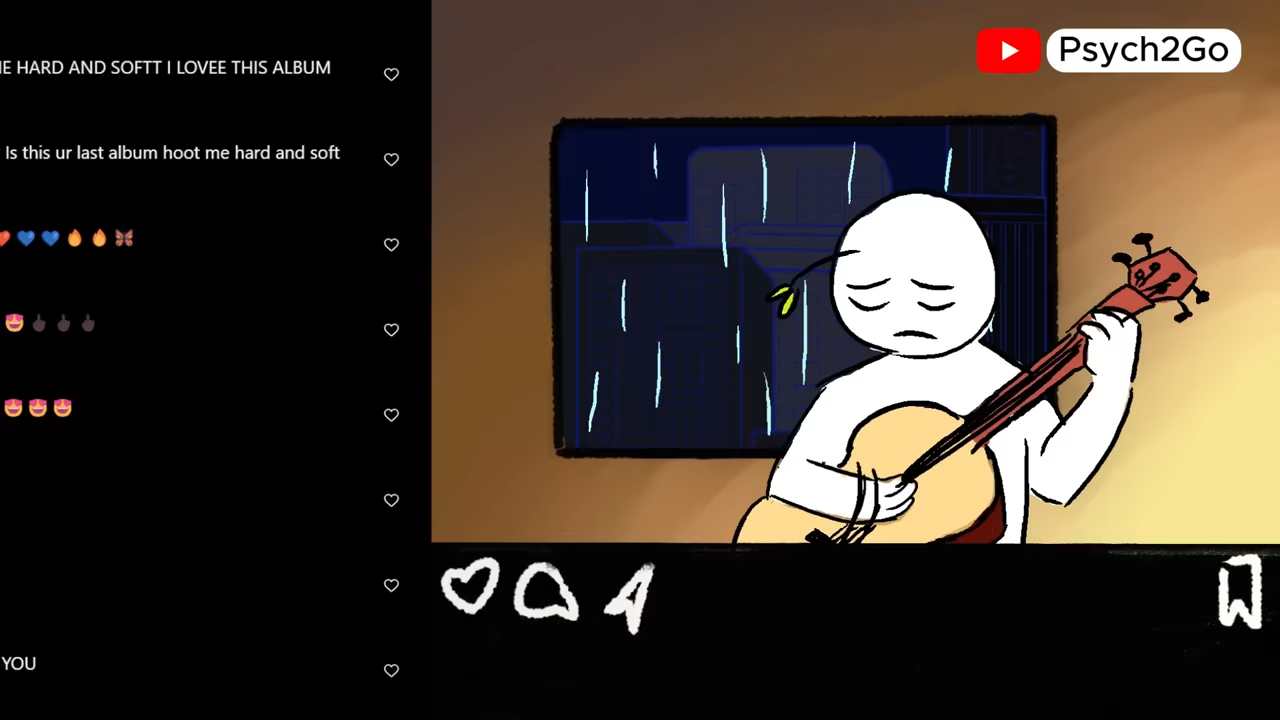 Psych2Go
E HARD AND SOFTT I LOVEE THIS ALBUM
Is this ur last album hoot me hard and soft
YOU